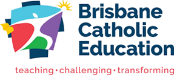 Brisbane
Catholic
Education
teaching • challenging • transforming